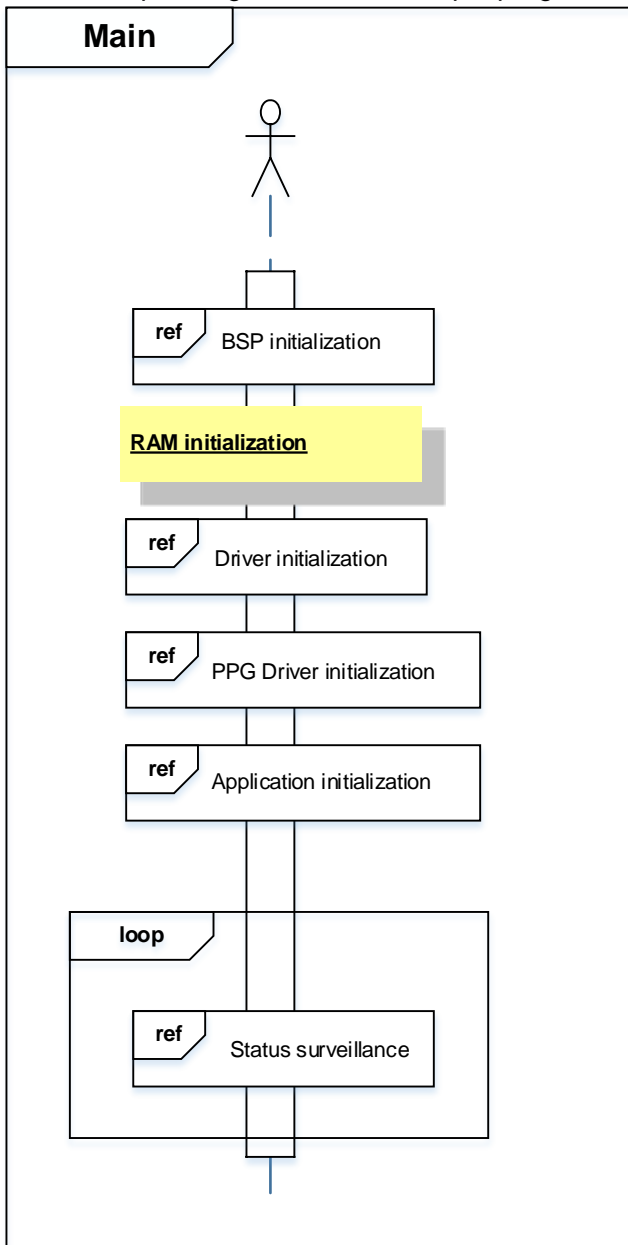 Main
ref
BSP initialization
RAM initialization
ref
Driver initialization
ref
PPG Driver initialization
ref
Application initialization
loop
ref
Status surveillance